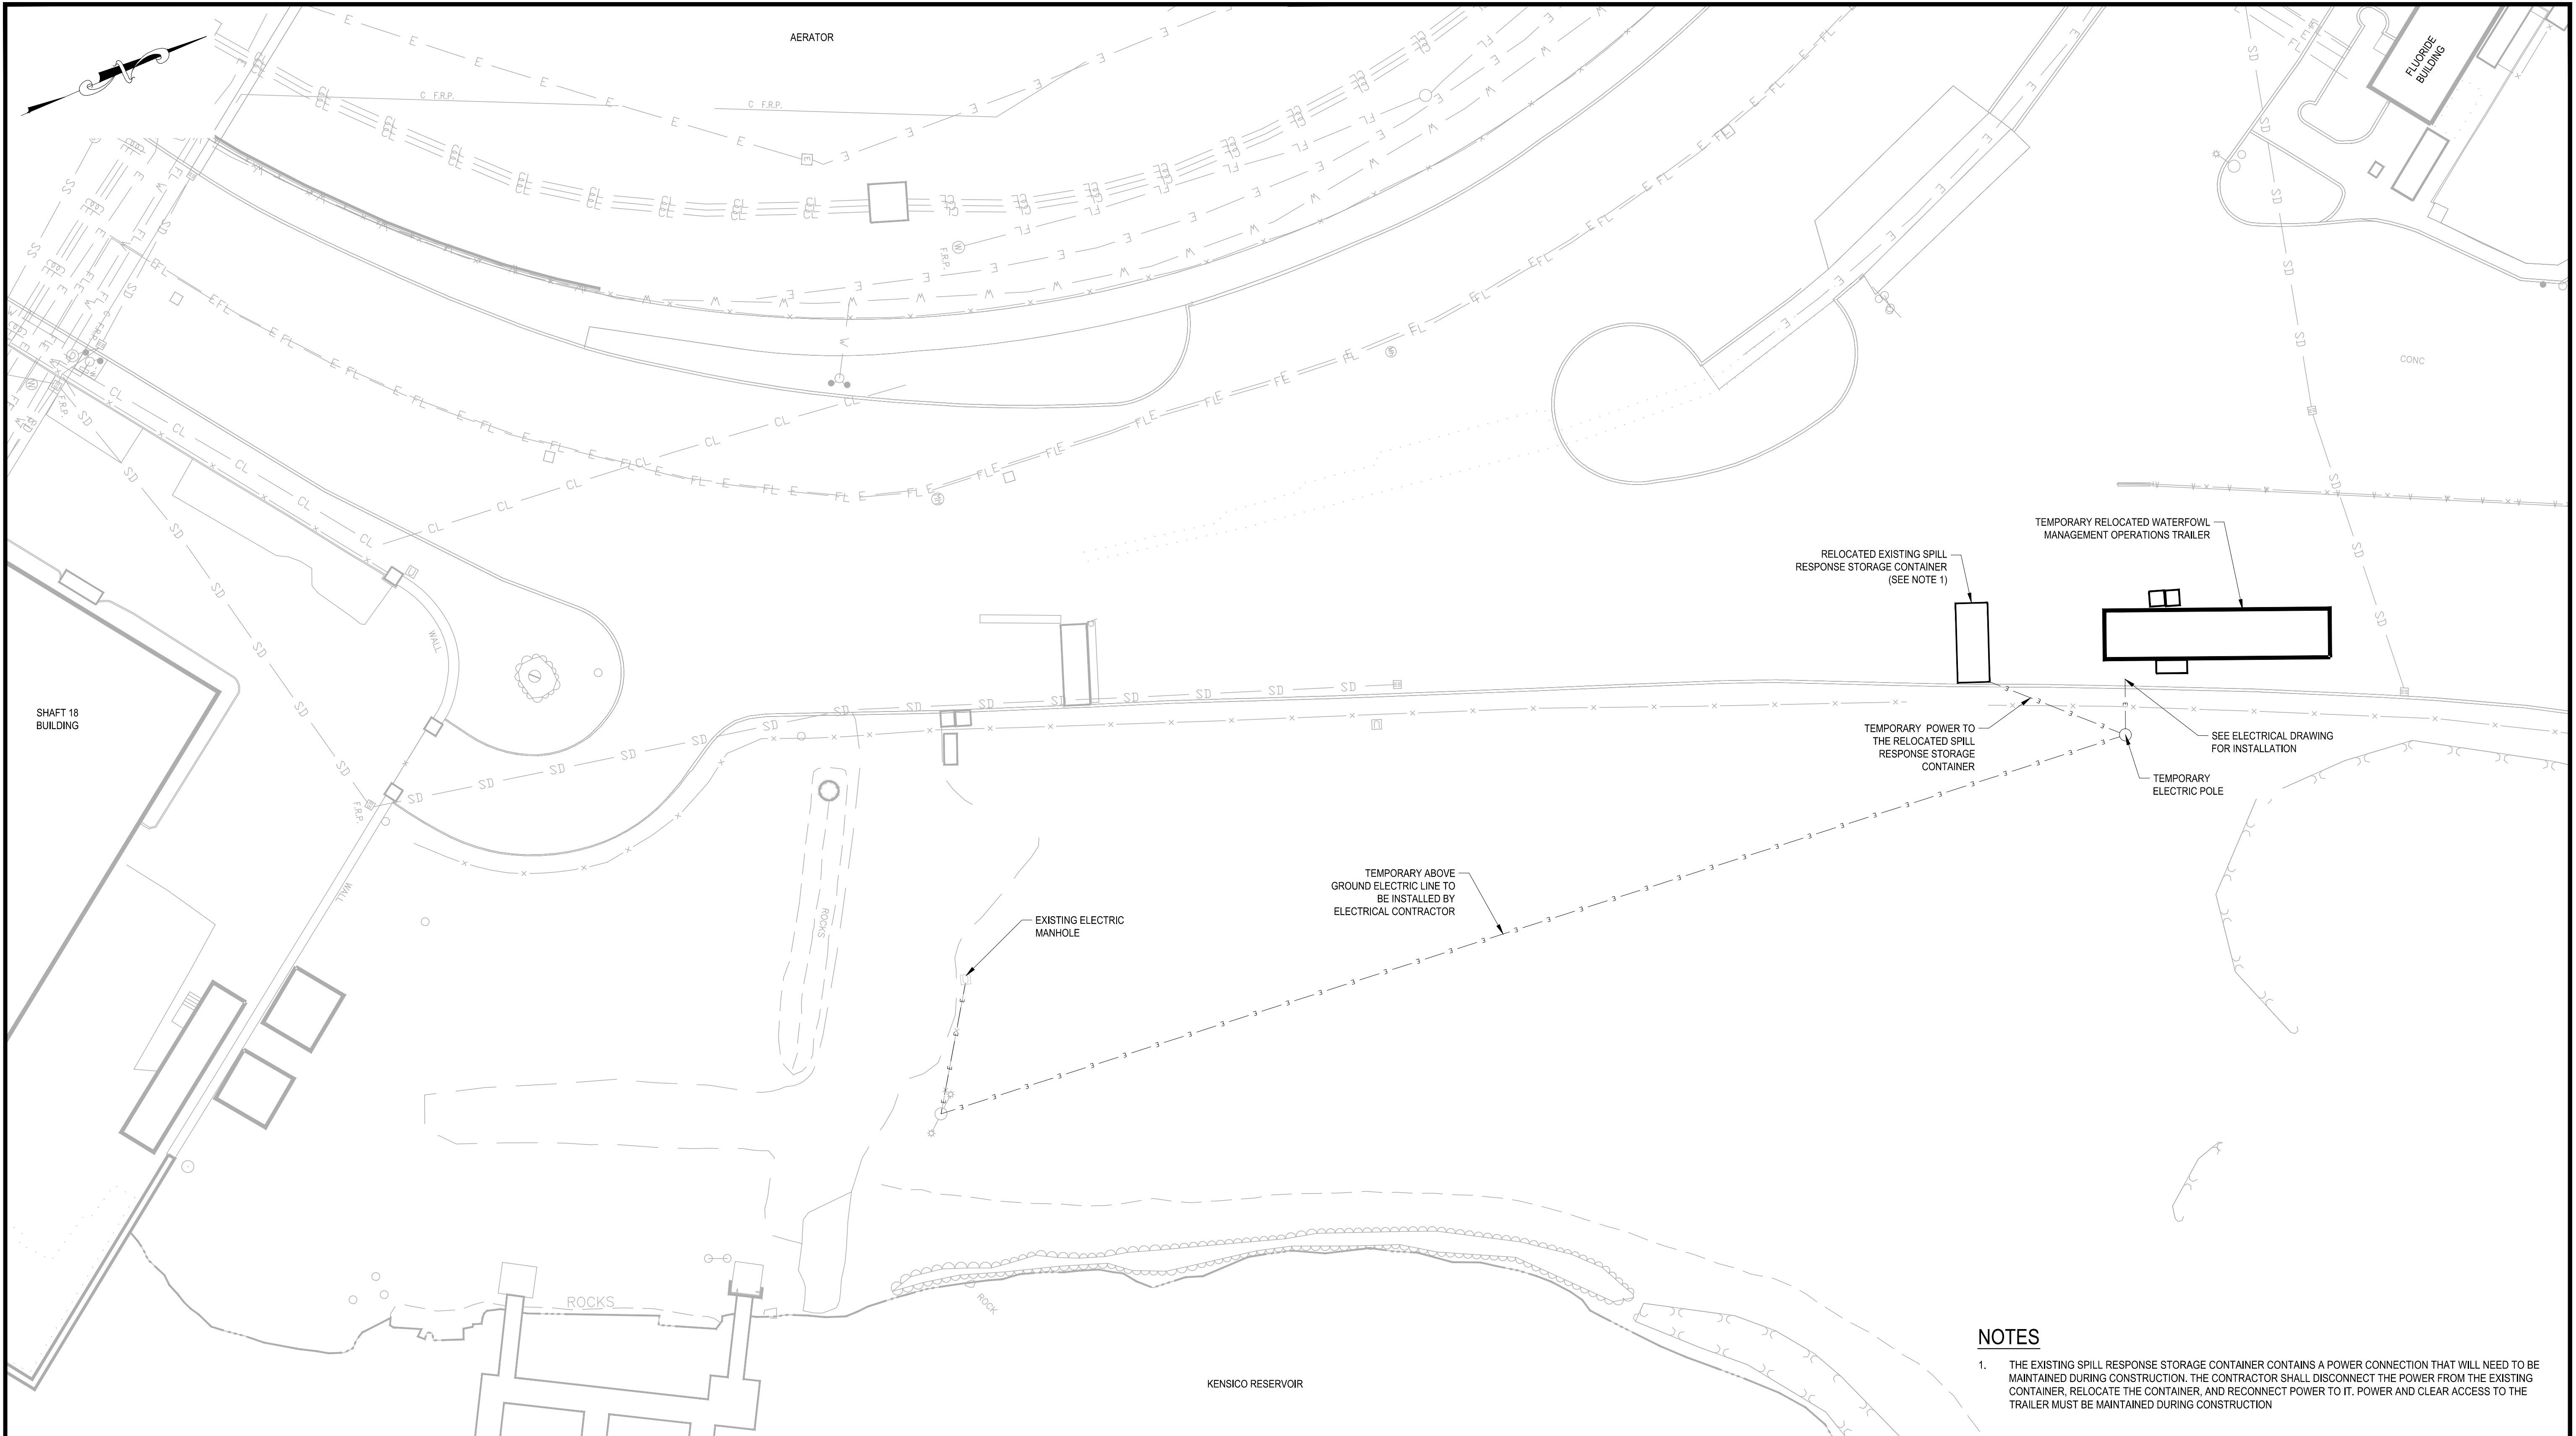 AERATOR
FLUORIDE
BUILDING
C F.R.P.
C F.R.P.
F.R.P.
CONC
TEMPORARY RELOCATED WATERFOWL
MANAGEMENT OPERATIONS TRAILER
RELOCATED EXISTING SPILL
RESPONSE STORAGE CONTAINER
(SEE NOTE 1)
WALL
SHAFT 18
BUILDING
TEMPORARY POWER TO
THE RELOCATED SPILL
RESPONSE STORAGE
CONTAINER
SEE ELECTRICAL DRAWING
FOR INSTALLATION
TEMPORARY
ELECTRIC POLE
F.R.P.
WALL
ROCKS
TEMPORARY ABOVE
GROUND ELECTRIC LINE TO
BE INSTALLED BY
ELECTRICAL CONTRACTOR
EXISTING ELECTRIC
MANHOLE
ROCKS
ROCK
KENSICO RESERVOIR
NOTES
1. THE EXISTING SPILL RESPONSE STORAGE CONTAINER CONTAINS A POWER CONNECTION THAT WILL NEED TO BE
MAINTAINED DURING CONSTRUCTION. THE CONTRACTOR SHALL DISCONNECT THE POWER FROM THE EXISTING
CONTAINER, RELOCATE THE CONTAINER, AND RECONNECT POWER TO IT. POWER AND CLEAR ACCESS TO THE
TRAILER MUST BE MAINTAINED DURING CONSTRUCTION